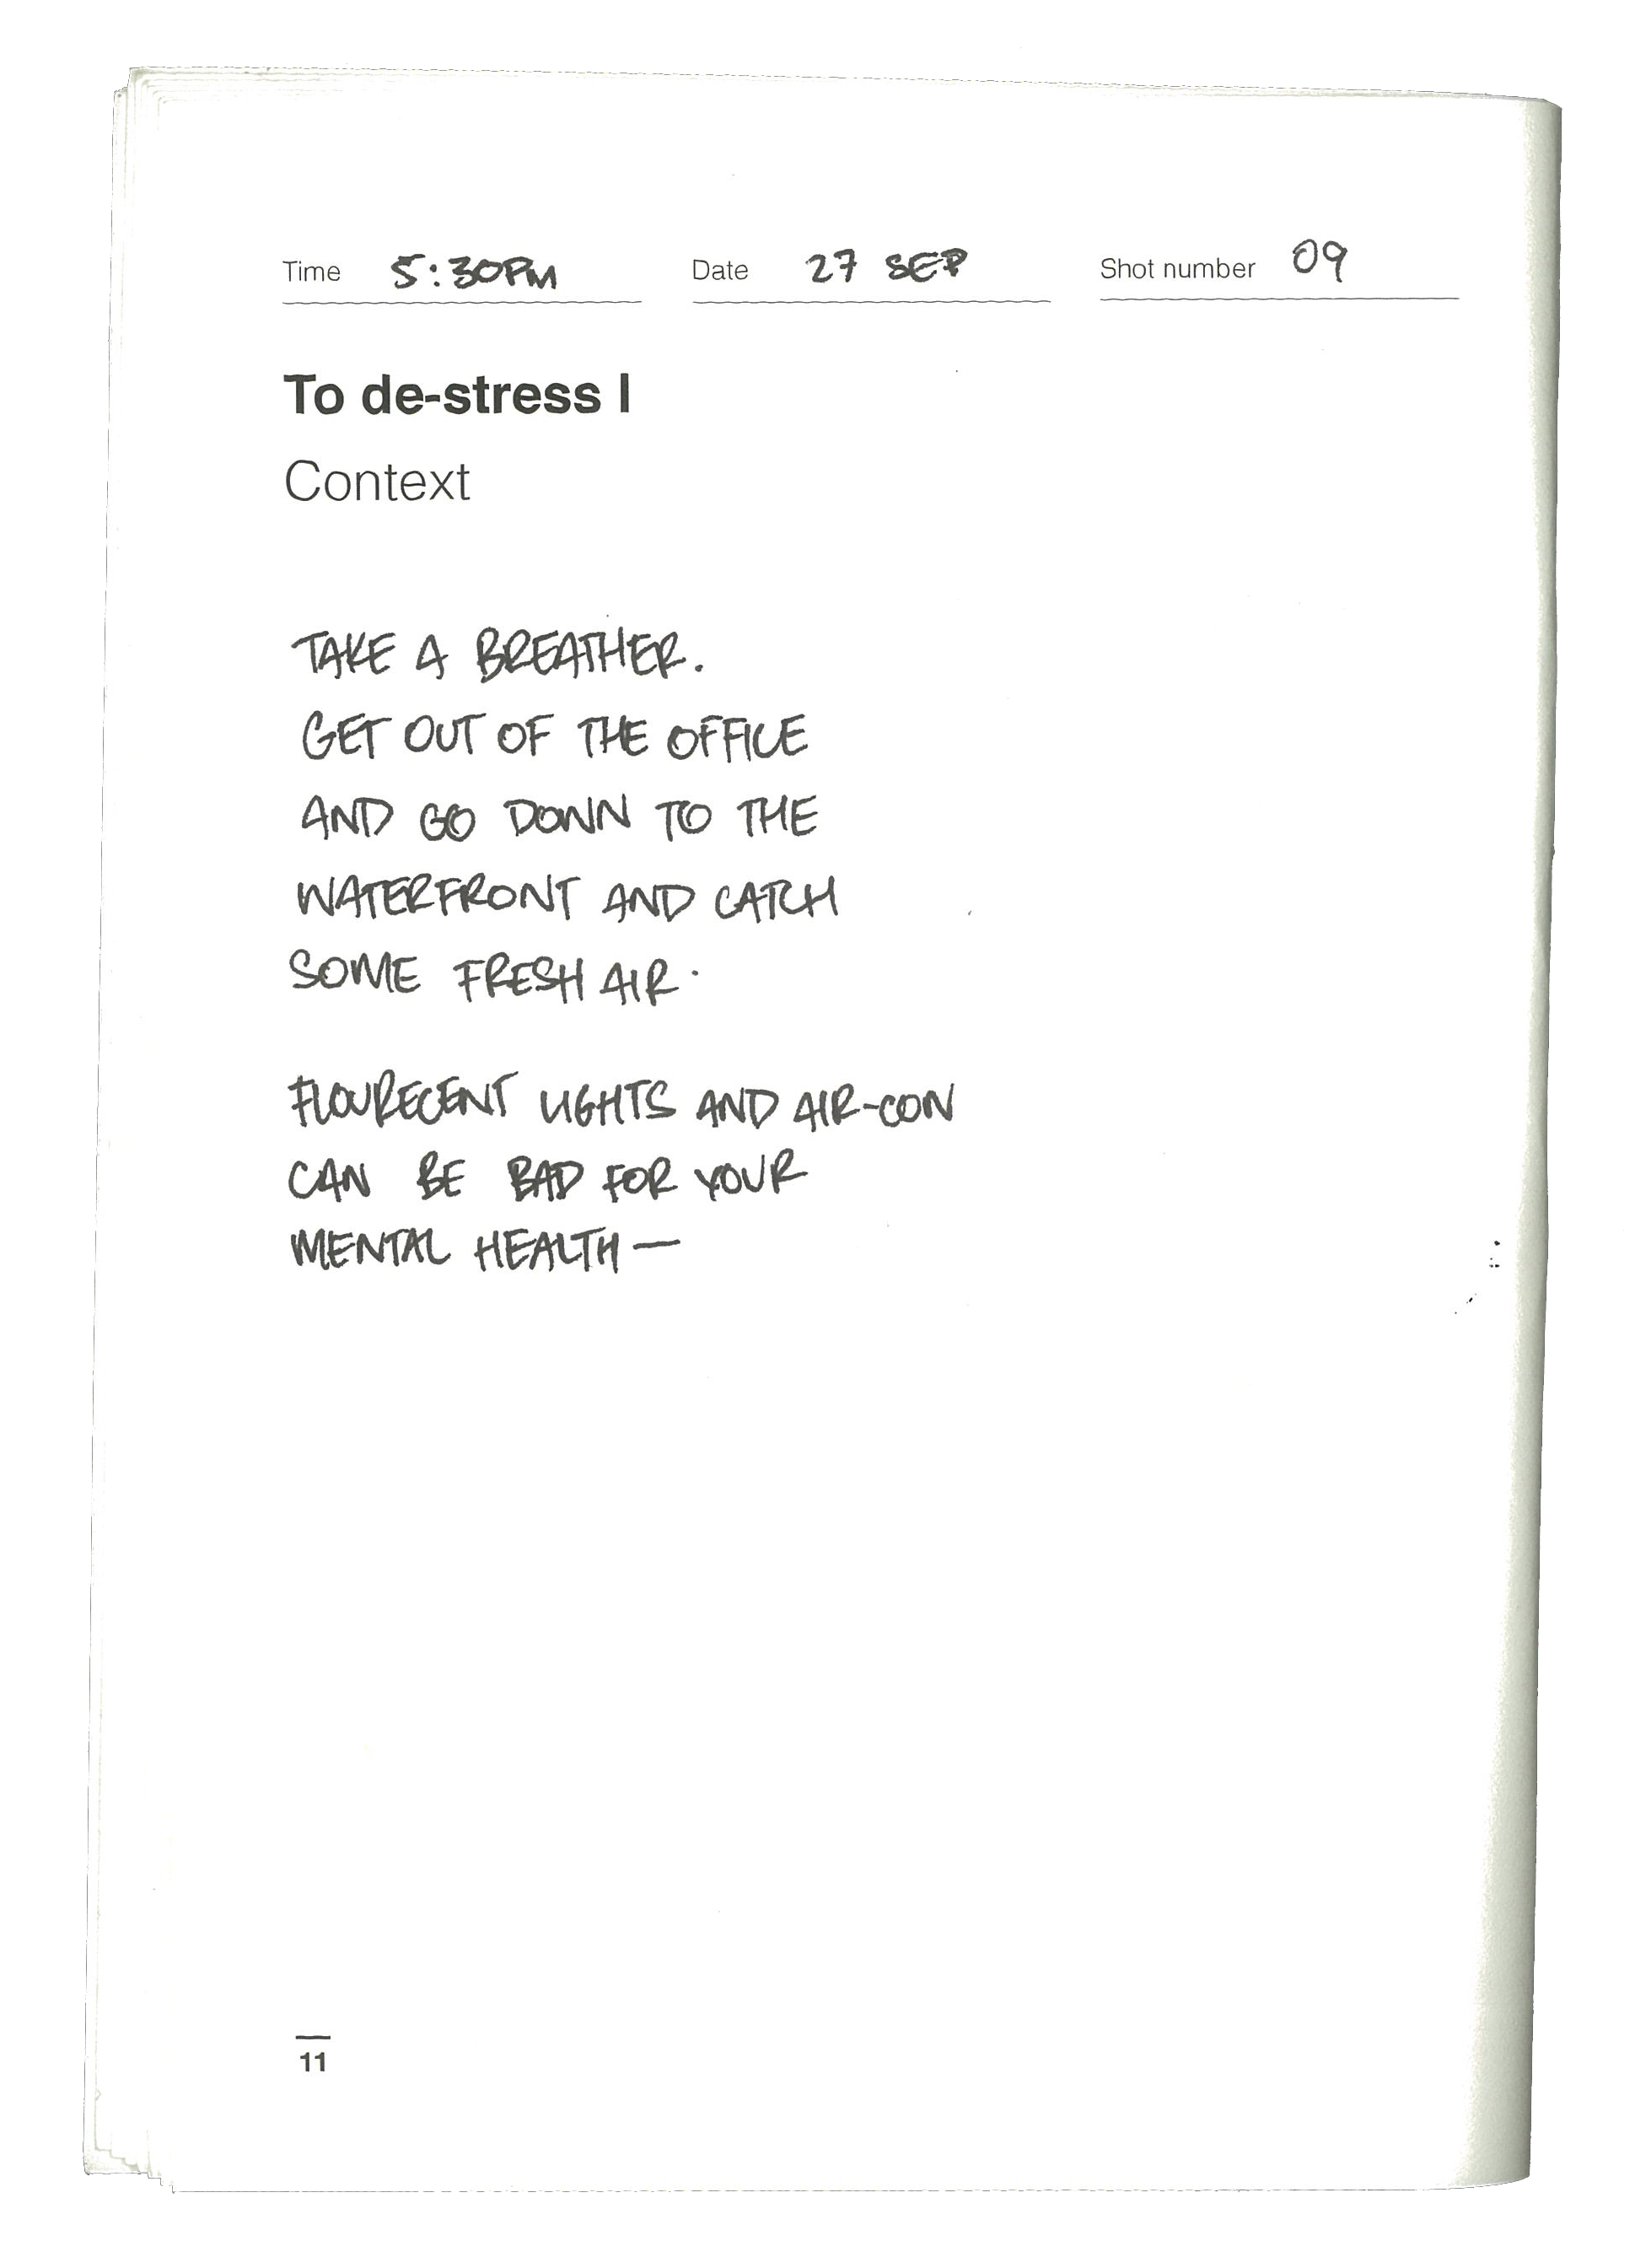 Time 5:30PM Date 27 SEP Shot number 09
To de-stress I
Context
TAKE A BREATHER.
GET OUT OF THE OFFICE
AND GO DOWN TO THE
WATERFRONT AND CATCH
SOME FRESH AIR.
FLOURECENT LIGHTS AND AIR-CON
CAN BE BAD FOR YOUR
MENTAL HEALTH —
11